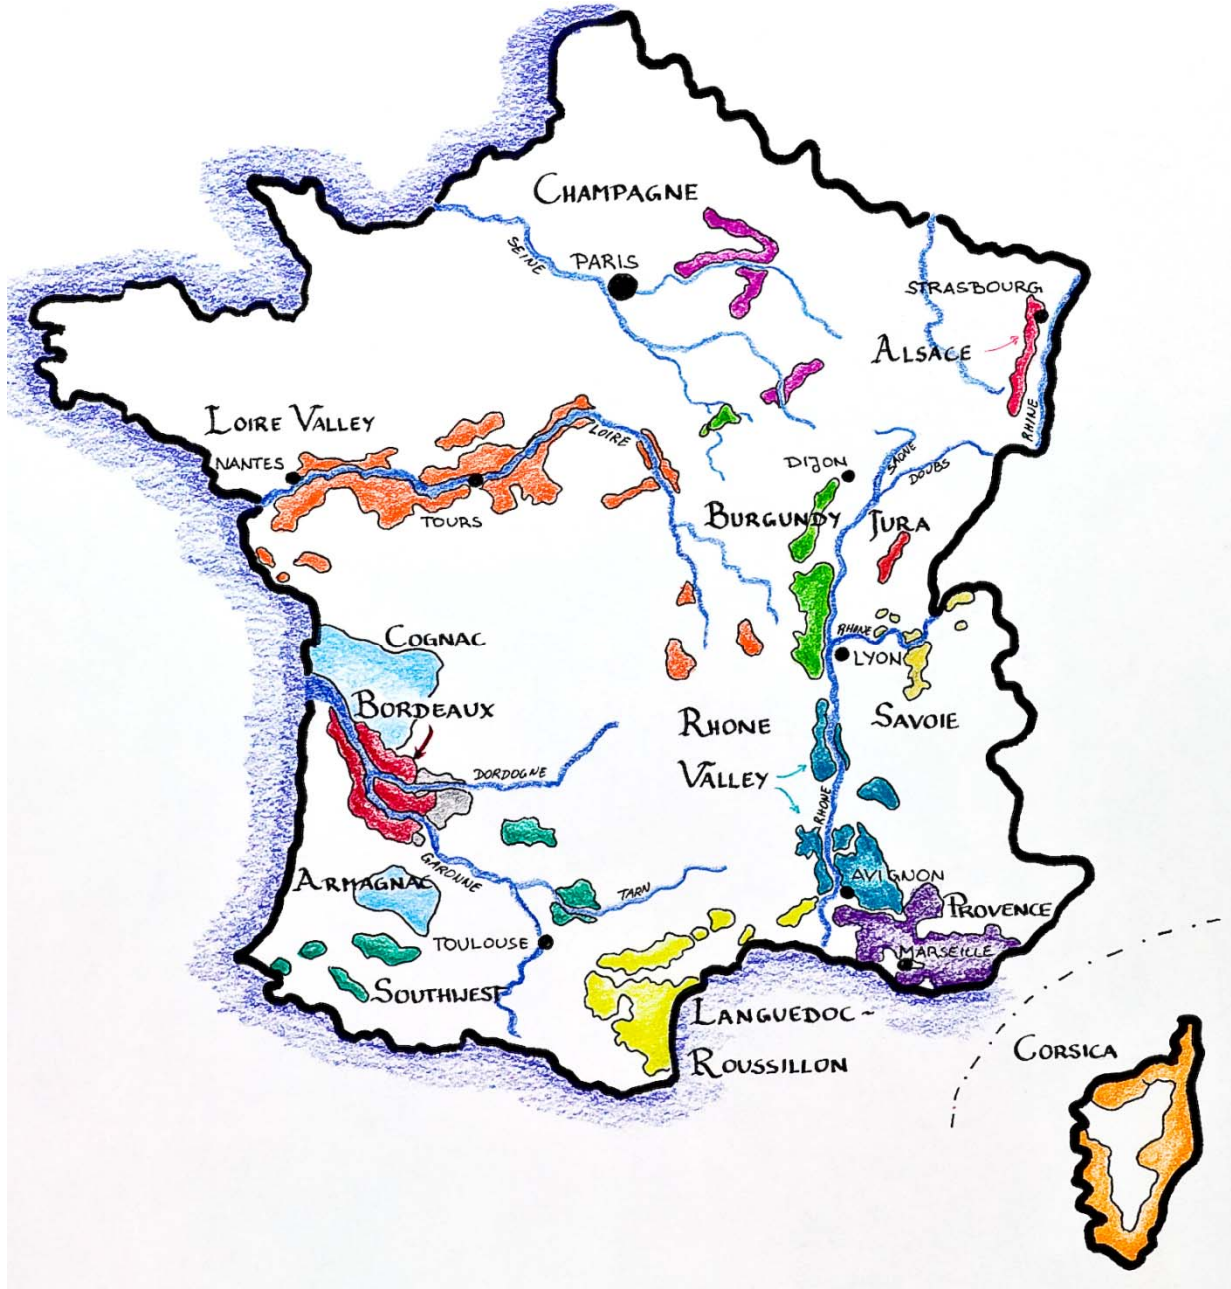 CHAMPAGNE
SEINE
PARIS
STRASBOURG
ALSACE
RHINE
LOIRE VALLEY
NANTES
LOIRE
TOURS
DIJON
SAONE
DOUBS
BURGUNDY
JURA
COGNAC
RHONE
LYON
BORDEAUX
SAVOIE
RHONE
VALLEY
DORDOGNE
RHONE
GARONNE
ARMAGNAC
TARN
AVIGNON
PROVENCE
TOULOUSE
MARSEILLE
SOUTHWEST
LANGUEDOC-
ROUSSILLON
CORSICA